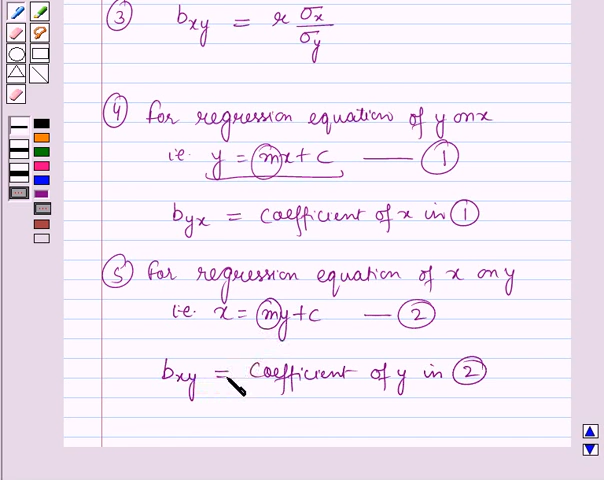 ③ bxy = r σx/σy
④ for regression equation of y on x
i.e. y = mx + c — ①
byx = coefficient of x in ①
⑤ for regression equation of x on y
i.e. x = my + c — ②
bxy = coefficient of y in ②